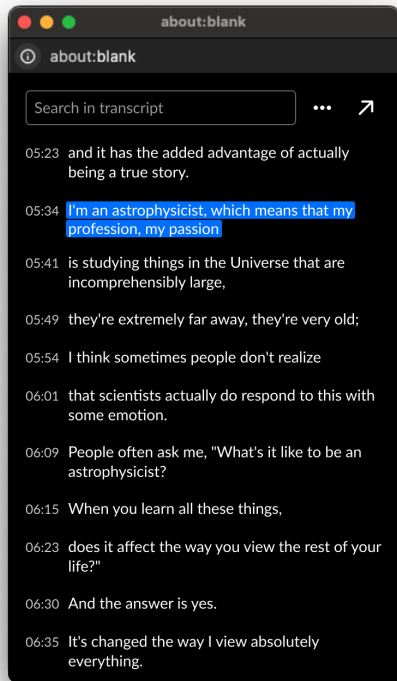 about:blank
about:blank
Search in transcript
05:23 and it has the added advantage of actually
being a true story.
05:34 I'm an astrophysicist, which means that my
profession, my passion
05:41 is studying things in the Universe that are
incomprehensibly large,
05:49 they're extremely far away, they're very old;
05:54 I think sometimes people don't realize
06:01 that scientists actually do respond to this with
some emotion.
06:09 People often ask me, "What's it like to be an
astrophysicist?
06:15 When you learn all these things,
06:23 does it affect the way you view the rest of your
life?"
06:30 And the answer is yes.
06:35 It's changed the way I view absolutely
everything.